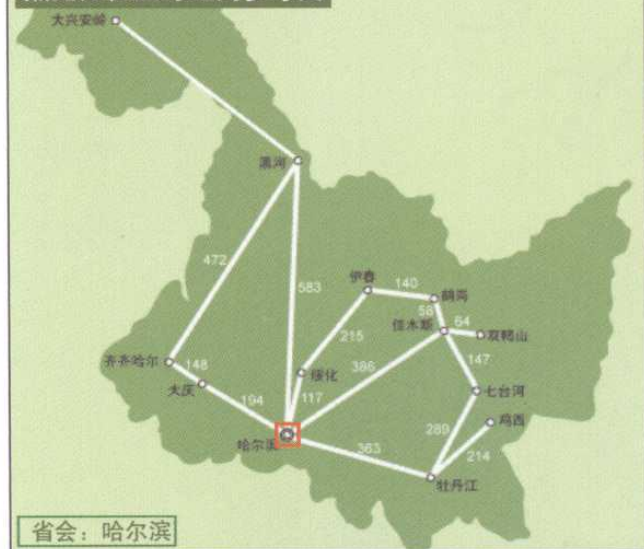 大兴安岭
黑河
472
583
伊春
140
鹤岗
58
佳木斯
64
双鸭山
215
386
147
齐齐哈尔
148
绥化
大庆
194
117
七台河
鸡西
哈尔滨
363
289
214
牡丹江
省会：哈尔滨